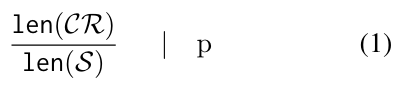 len(𝒞ℛ)
len(𝒮)
| p (1)